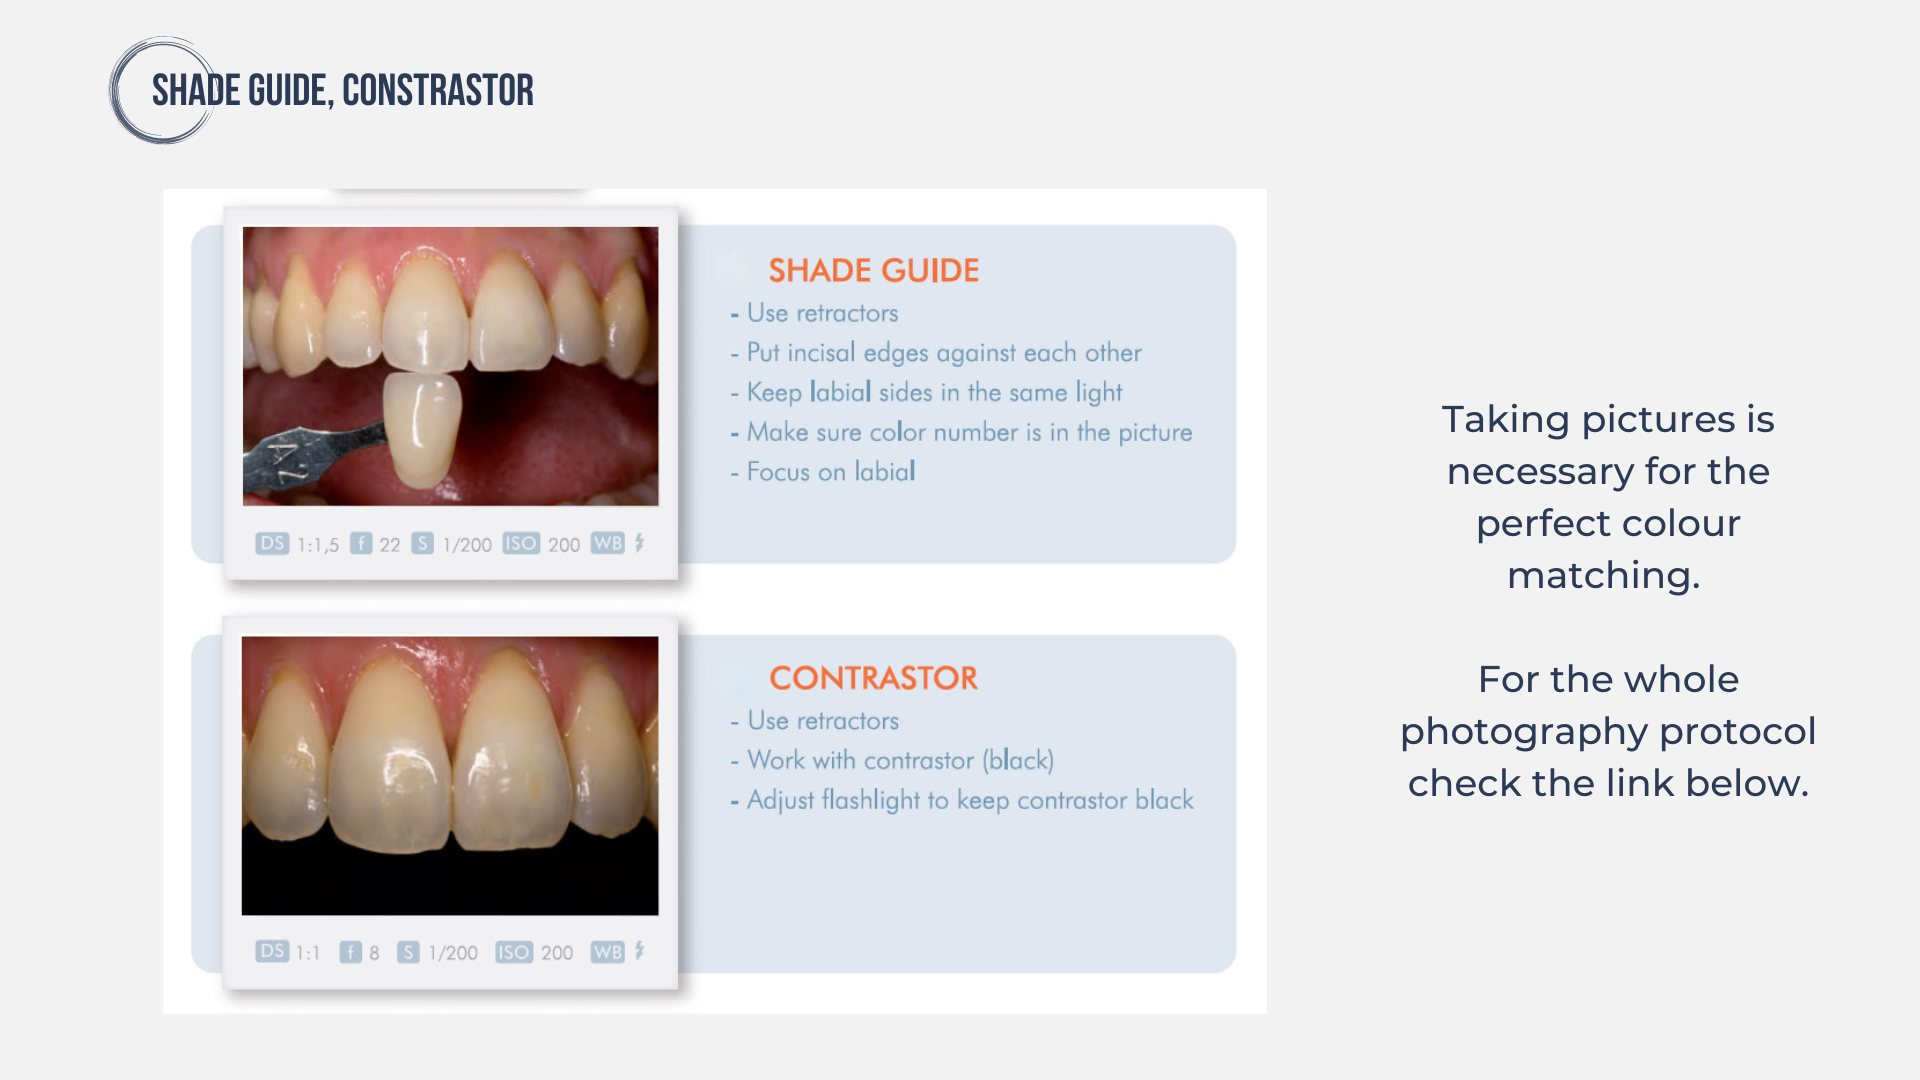 SHADE GUIDE, CONSTRASTOR
SHADE GUIDE
- Use retractors
- Put incisal edges against each other
- Keep labial sides in the same light
- Make sure color number is in the picture
- Focus on labial
A2
DS 1:1,5 f 22 S 1/200 ISO 200 WB
CONTRASTOR
- Use retractors
- Work with contrastor (black)
- Adjust flashlight to keep contrastor black
DS 1:1 f 8 S 1/200 ISO 200 WB
Taking pictures is
necessary for the
perfect colour
matching.
For the whole
photography protocol
check the link below.